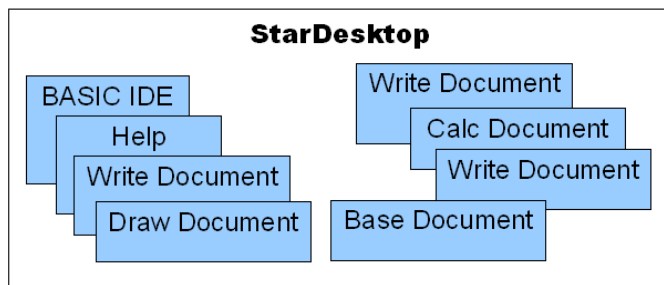 StarDesktop
BASIC IDE
Help
Write Document
Draw Document
Write Document
Calc Document
Write Document
Base Document